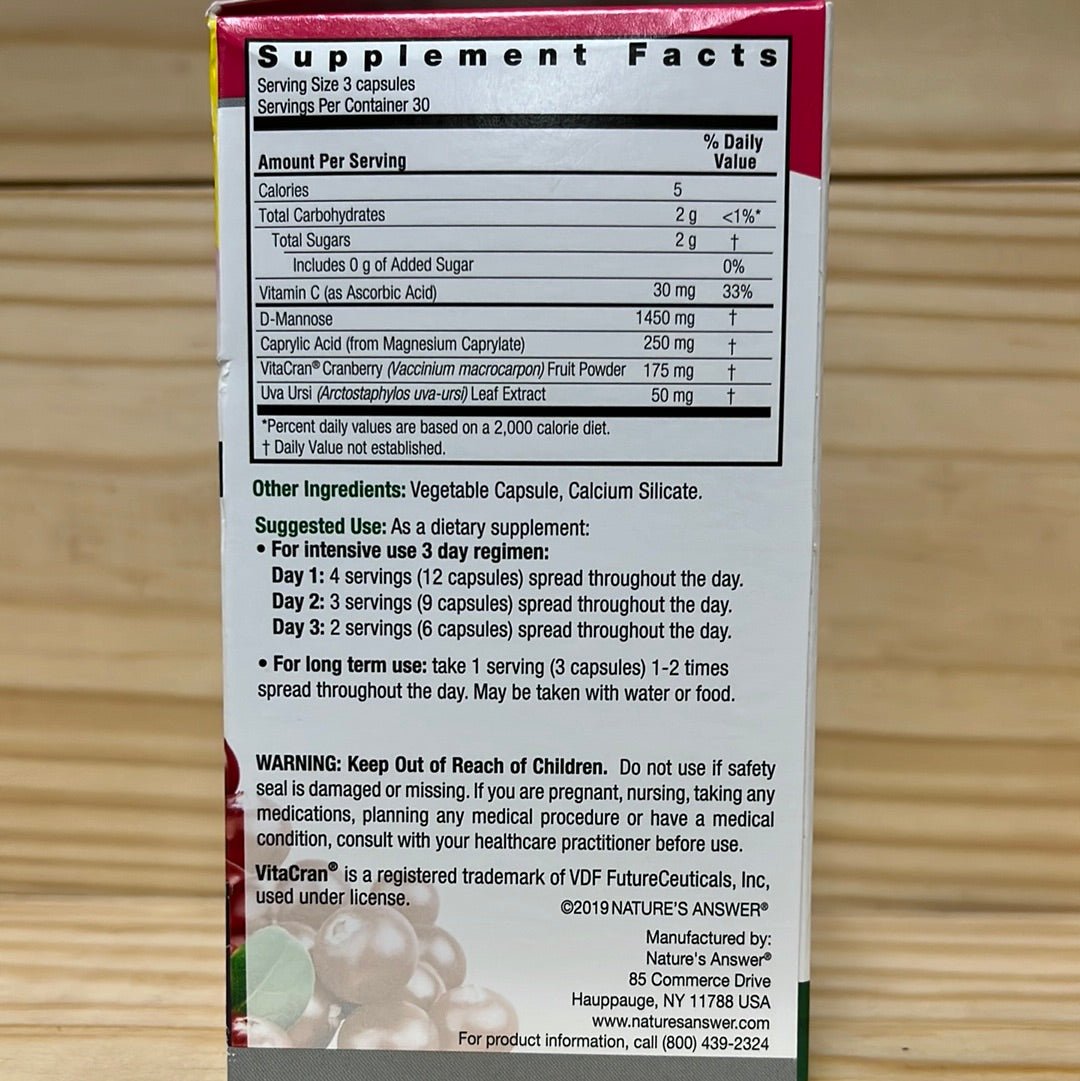 Supplement Facts
Serving Size 3 capsules
Servings Per Container 30
% Daily
Amount Per Serving Value
Calories 5
Total Carbohydrates 2 g <1%*
Total Sugars 2 g †
Includes 0 g of Added Sugar 0%
Vitamin C (as Ascorbic Acid) 30 mg 33%
D-Mannose 1450 mg †
Caprylic Acid (from Magnesium Caprylate) 250 mg †
VitaCran® Cranberry (Vaccinium macrocarpon) Fruit Powder 175 mg †
Uva Ursi (Arctostaphylos uva-ursi) Leaf Extract 50 mg †
*Percent daily values are based on a 2,000 calorie diet.
† Daily Value not established.
Other Ingredients: Vegetable Capsule, Calcium Silicate.
Suggested Use: As a dietary supplement:
• For intensive use 3 day regimen:
Day 1: 4 servings (12 capsules) spread throughout the day.
Day 2: 3 servings (9 capsules) spread throughout the day.
Day 3: 2 servings (6 capsules) spread throughout the day.
• For long term use: take 1 serving (3 capsules) 1-2 times
spread throughout the day. May be taken with water or food.
WARNING: Keep Out of Reach of Children. Do not use if safety
seal is damaged or missing. If you are pregnant, nursing, taking any
medications, planning any medical procedure or have a medical
condition, consult with your healthcare practitioner before use.
VitaCran® is a registered trademark of VDF FutureCeuticals, Inc,
used under license.
©2019 NATURE'S ANSWER®
Manufactured by:
Nature's Answer®
85 Commerce Drive
Hauppauge, NY 11788 USA
www.naturesanswer.com
For product information, call (800) 439-2324